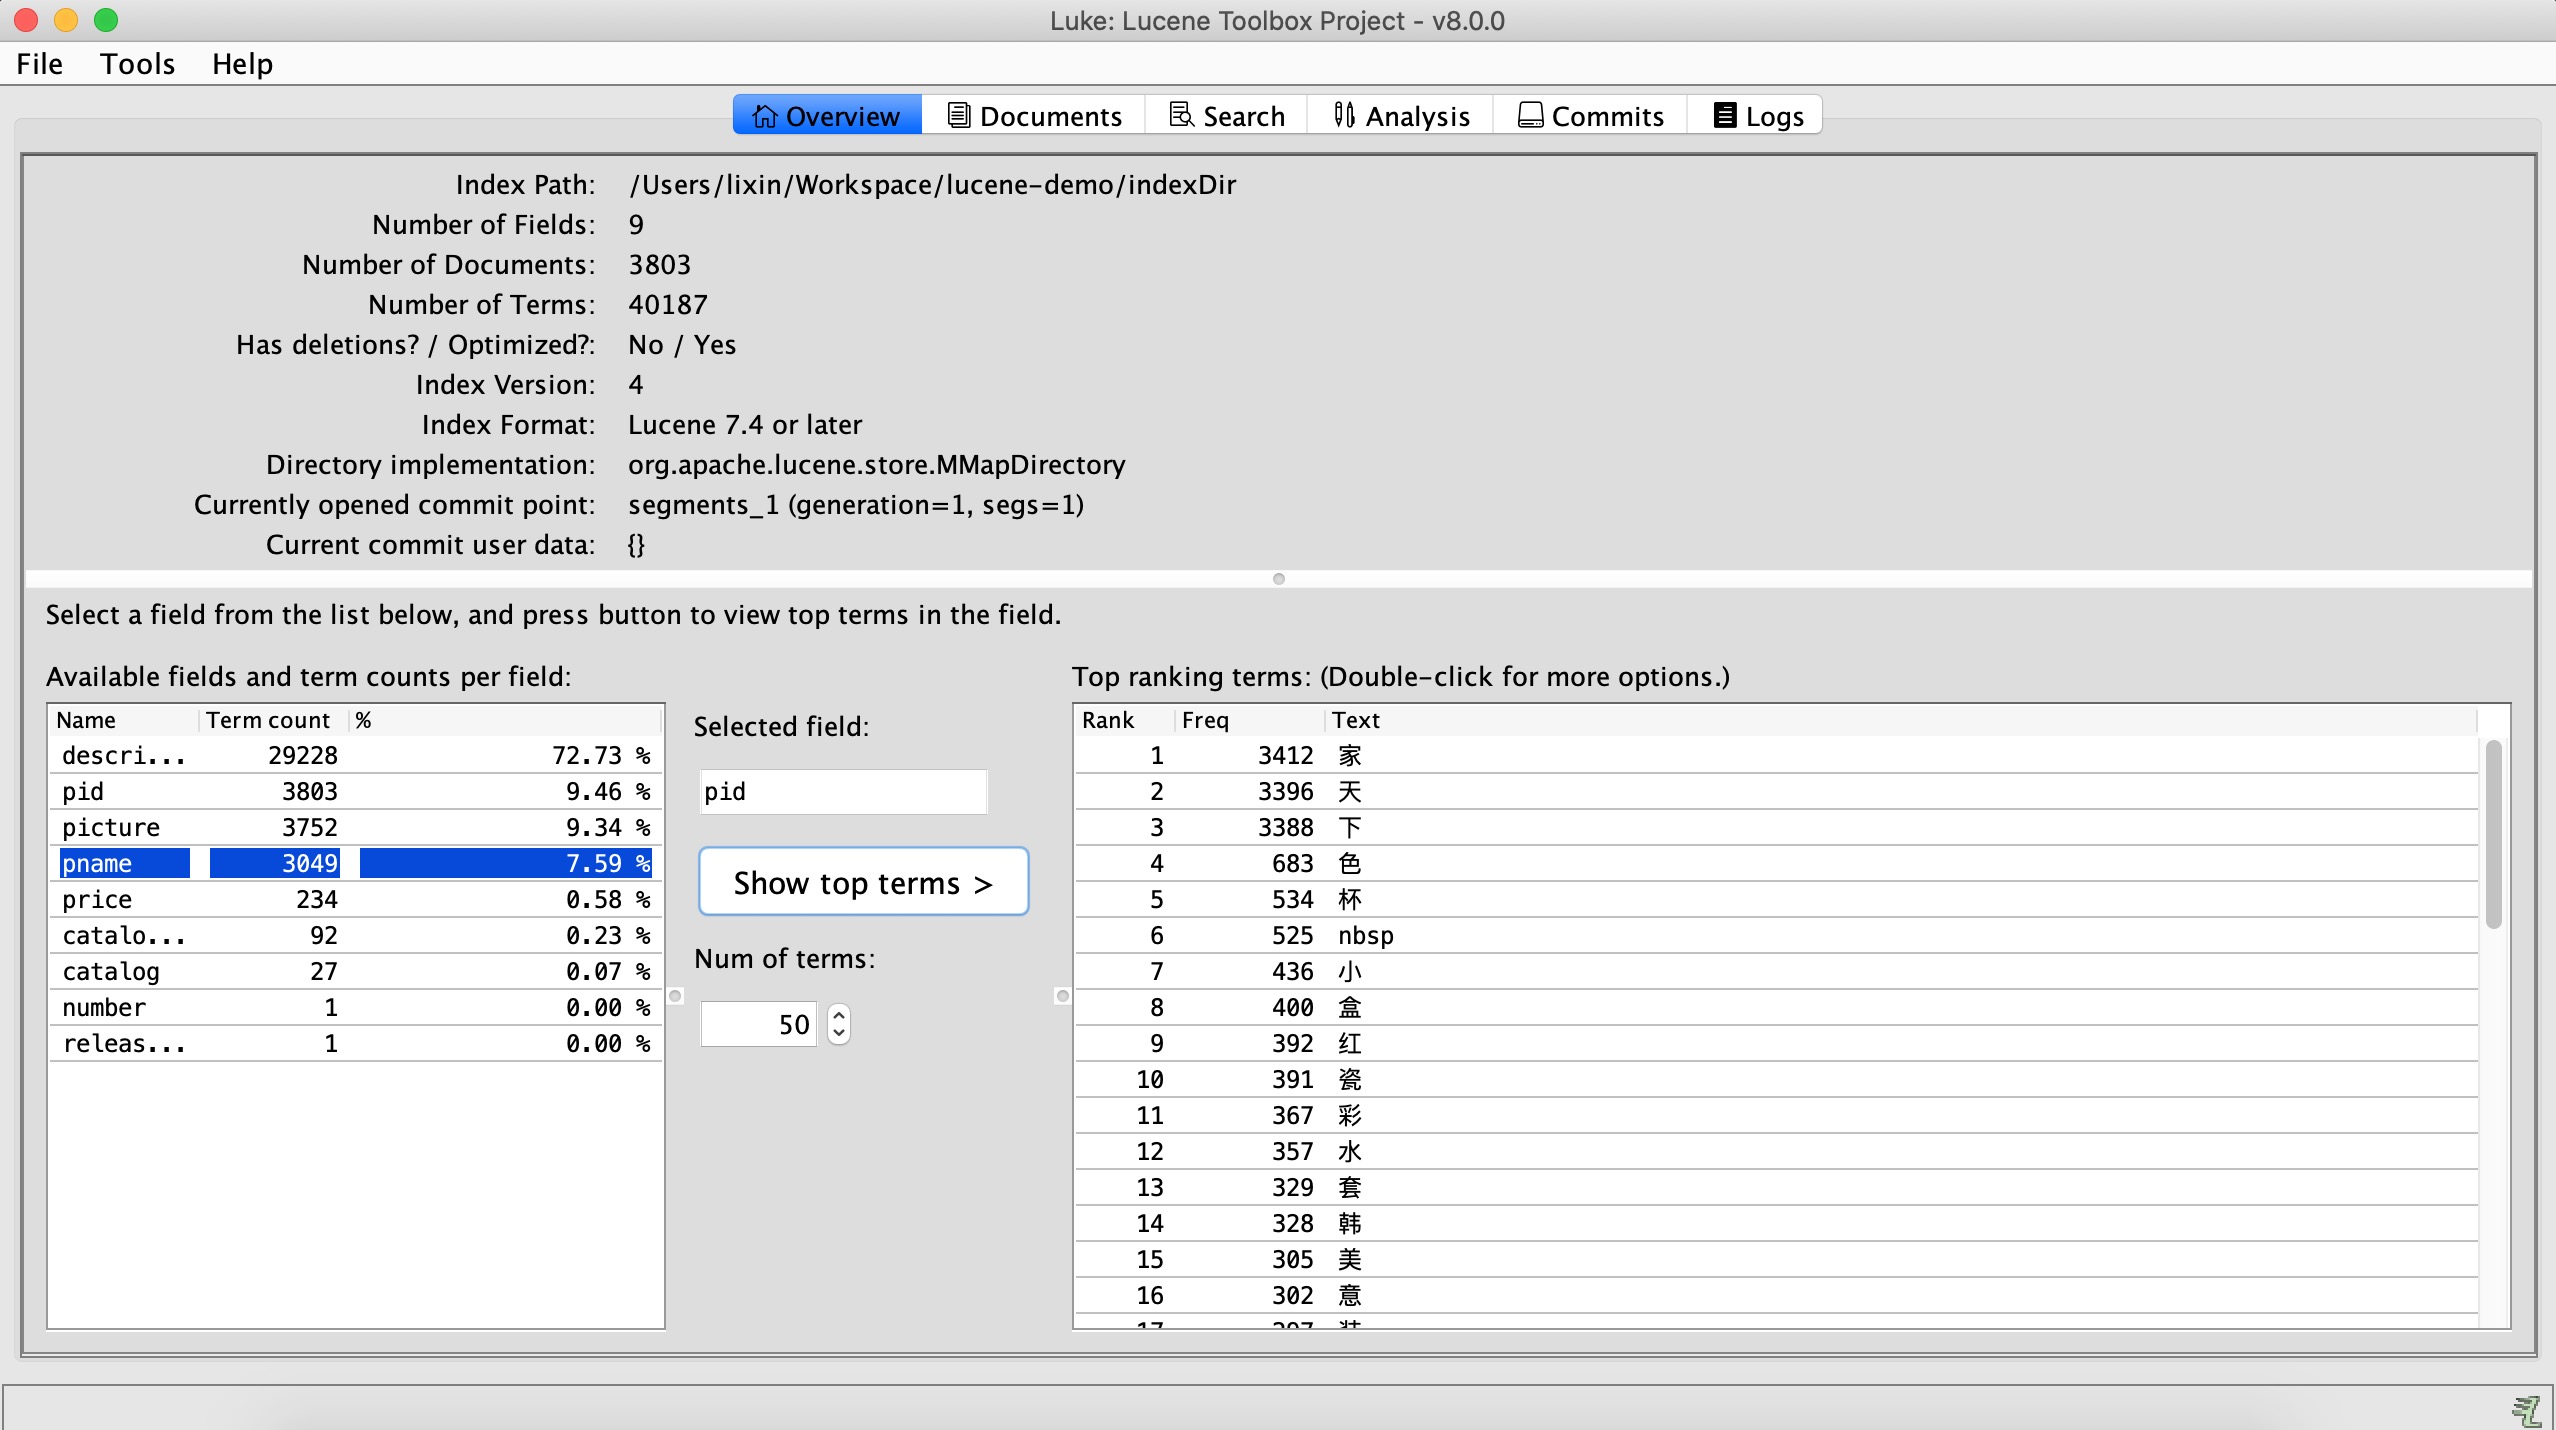 Luke: Lucene Toolbox Project - v8.0.0
File Tools Help
Overview Documents Search Analysis Commits Logs
Index Path: /Users/lixin/Workspace/lucene-demo/indexDir
Number of Fields: 9
Number of Documents: 3803
Number of Terms: 40187
Has deletions? / Optimized?: No / Yes
Index Version: 4
Index Format: Lucene 7.4 or later
Directory implementation: org.apache.lucene.store.MMapDirectory
Currently opened commit point: segments_1 (generation=1, segs=1)
Current commit user data: {}
Select a field from the list below, and press button to view top terms in the field.
Available fields and term counts per field:
Name Term count %
descri... 29228 72.73 %
pid 3803 9.46 %
picture 3752 9.34 %
pname 3049 7.59 %
price 234 0.58 %
catalo... 92 0.23 %
catalog 27 0.07 %
number 1 0.00 %
releas... 1 0.00 %
Selected field:
pid
Show top terms >
Num of terms:
50
Top ranking terms: (Double-click for more options.)
Rank Freq Text
1 3412 家
2 3396 天
3 3388 下
4 683 色
5 534 杯
6 525 nbsp
7 436 小
8 400 盒
9 392 红
10 391 瓷
11 367 彩
12 357 水
13 329 套
14 328 韩
15 305 美
16 302 意